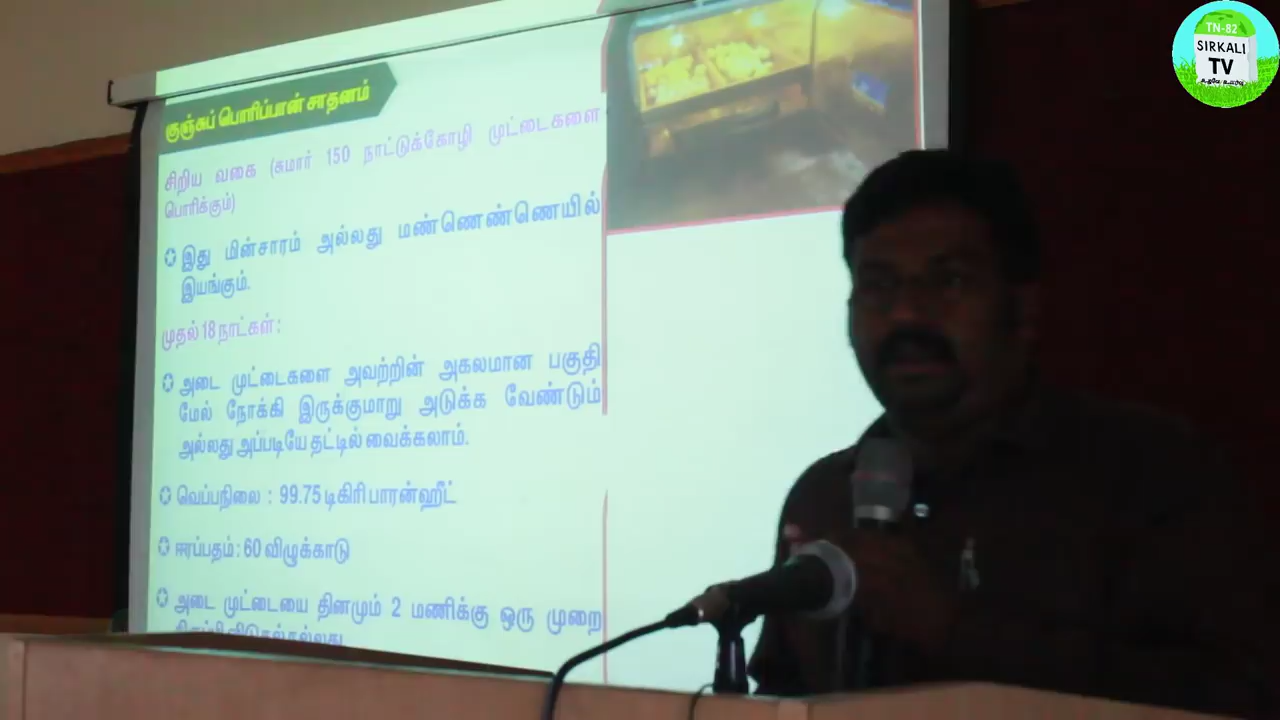 குஞ்சுப் பொரிப்பான் சாதனம்
சிறிய வகை (சுமார் 150 நாட்டுக்கோழி முட்டைகளை
பொரிக்கும்)
இது மின்சாரம் அல்லது மண்ணெண்ணெயில்
இயங்கும்.
முதல் 18 நாட்கள் :
அடை முட்டைகளை அவற்றின் அகலமான பகுதி
மேல் நோக்கி இருக்குமாறு அடுக்க வேண்டும்
அல்லது அப்படியே தட்டில் வைக்கலாம்.
வெப்பநிலை : 99.75 டிகிரி பாரன்ஹீட்
ஈரப்பதம் : 60 விழுக்காடு
அடை முட்டையை தினமும் 2 மணிக்கு ஒரு முறை
TN-82
SIRKALI
TV